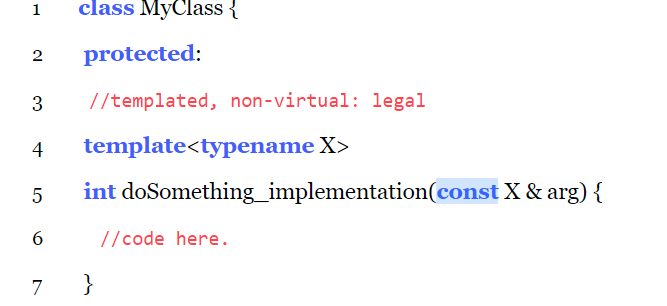 1 class MyClass {
2 protected:
3 //templated, non-virtual: legal
4 template<typename X>
5 int doSomething_implementation(const X & arg) {
6 //code here.
7 }